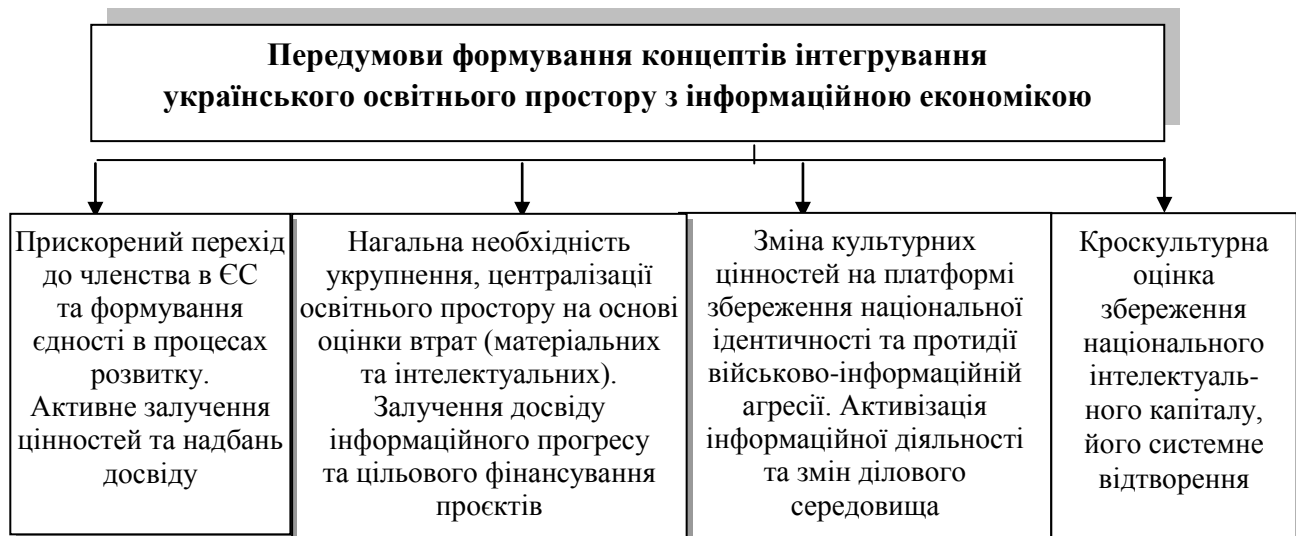 Передумови формування концептів інтегрування
українського освітнього простору з інформаційною економікою
Прискорений перехід
до членства в ЄС
та формування
єдності в процесах
розвитку.
Активне залучення
цінностей та надбань
досвіду
Нагальна необхідність
укрупнення, централізації
освітнього простору на основі
оцінки втрат (матеріальних
та інтелектуальних).
Залучення досвіду
інформаційного прогресу
та цільового фінансування
проєктів
Зміна культурних
цінностей на платформі
збереження національної
ідентичності та протидії
військово-інформаційній
агресії. Активізація
інформаційної діяльності
та змін ділового
середовища
Кроскультурна
оцінка
збереження
національного
інтелектуаль-
ного капіталу,
його системне
відтворення